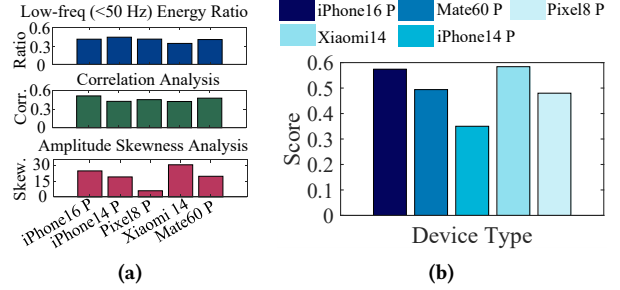 Low-freq (<50 Hz) Energy Ratio
0.6
0.3
0
Ratio
Correlation Analysis
0.6
0.3
0
Corr.
Amplitude Skewness Analysis
30
15
0
Skew.
iPhone16 P
iPhone14 P
Pixel8 P
Xiaomi 14
Mate60 P
(a)
iPhone16 P Mate60 P Pixel8 P
Xiaomi14 iPhone14 P
0.6
0.5
0.4
0.3
0.2
0.1
0
Score
Device Type
(b)